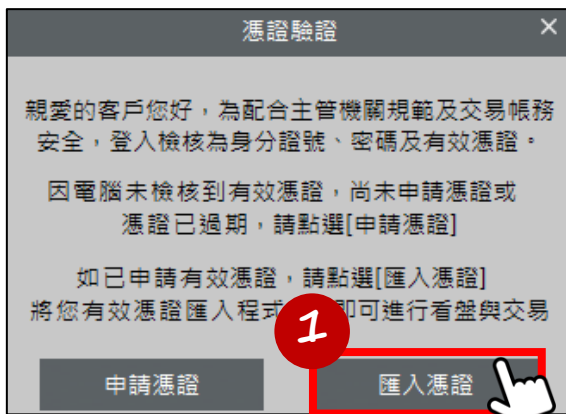 憑證驗證 ×
親愛的客戶您好,為配合主管機關規範及交易帳務
安全,登入檢核為身分證號、密碼及有效憑證。
因電腦未檢核到有效憑證,尚未申請憑證或
憑證已過期,請點選[申請憑證]
如已申請有效憑證,請點選[匯入憑證]
將您有效憑證匯入程式 即可進行看盤與交易
1
申請憑證 匯入憑證